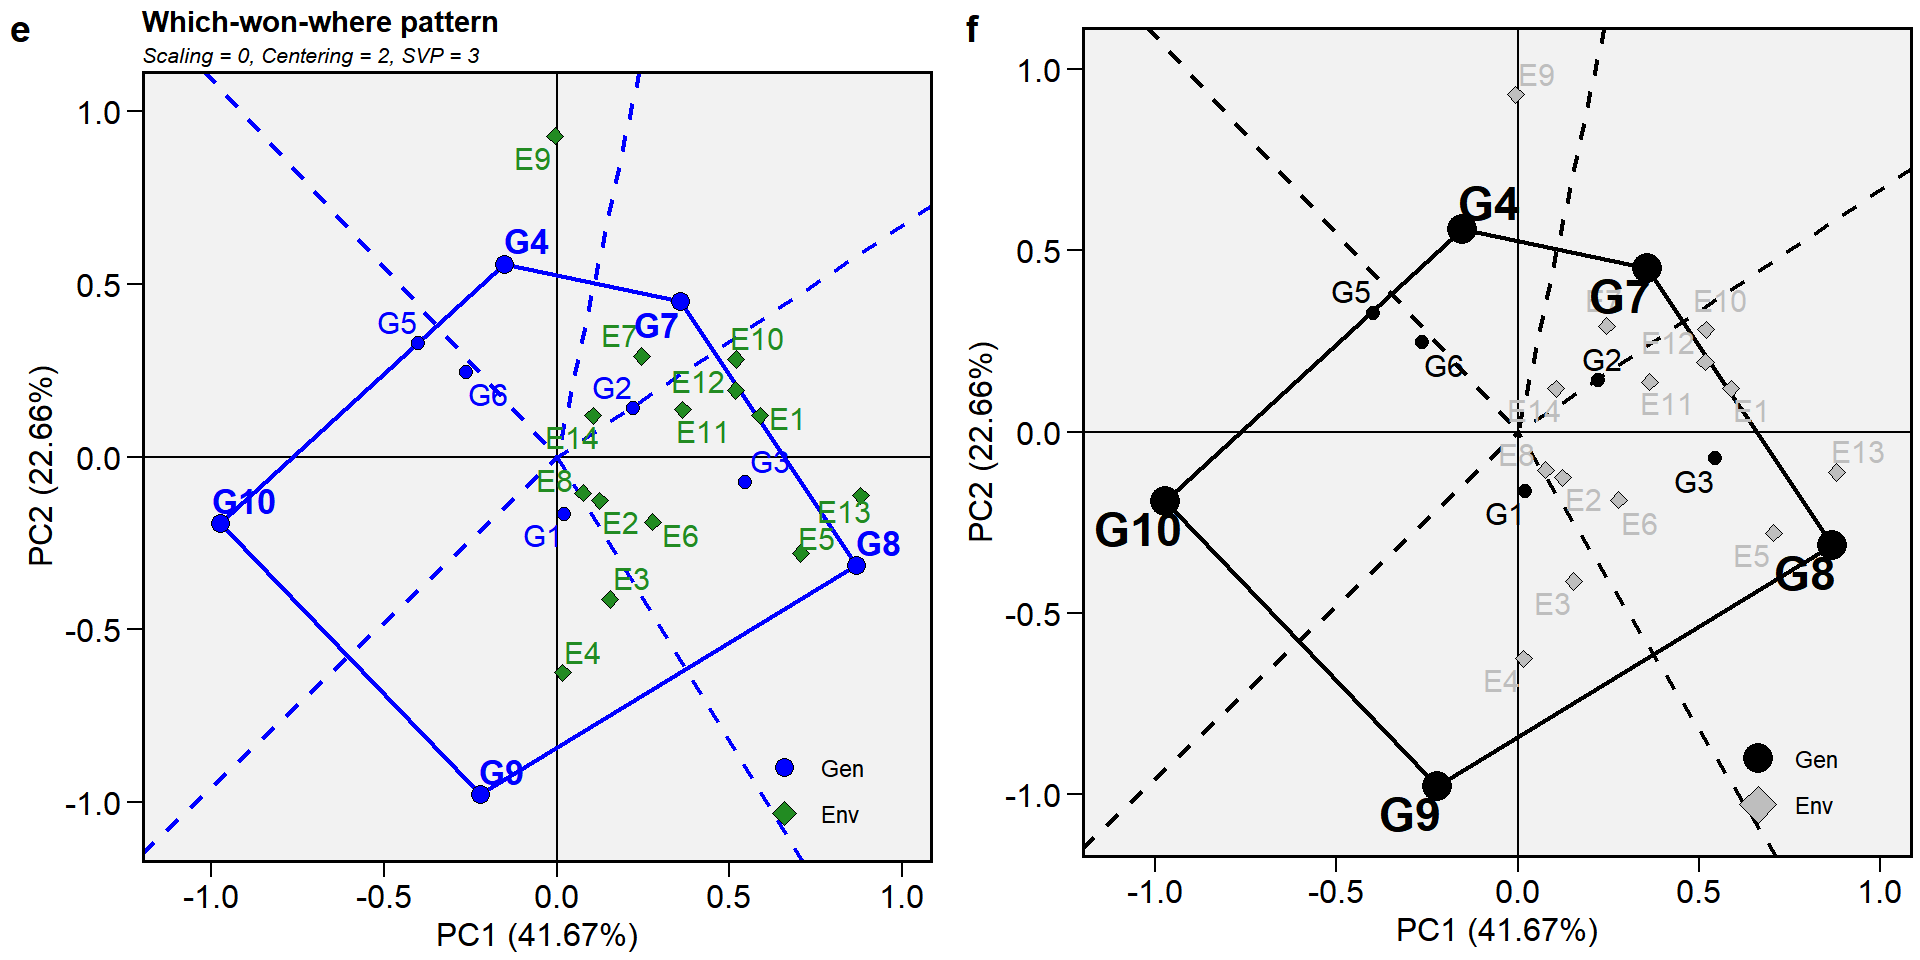 e
Which-won-where pattern
Scaling = 0, Centering = 2, SVP = 3
PC2 (22.66%)
1.0
0.5
0.0
-0.5
-1.0
E9
G4
G5
G7
E7
E10
G6
G2
E12
E1
E11
E14
G3
E8
G10
E13
E2
G1
E6
E5
G8
E3
E4
G9
Gen
Env
-1.0
-0.5
0.0
0.5
1.0
PC1 (41.67%)
f
PC2 (22.66%)
1.0
0.5
0.0
-0.5
-1.0
E9
G4
G5
G7
E7
E10
E12
G6
G2
E11
E14
E1
E8
E13
G3
E2
G1
G10
E6
E5
G8
E3
E4
G9
Gen
Env
-1.0
-0.5
0.0
0.5
1.0
PC1 (41.67%)